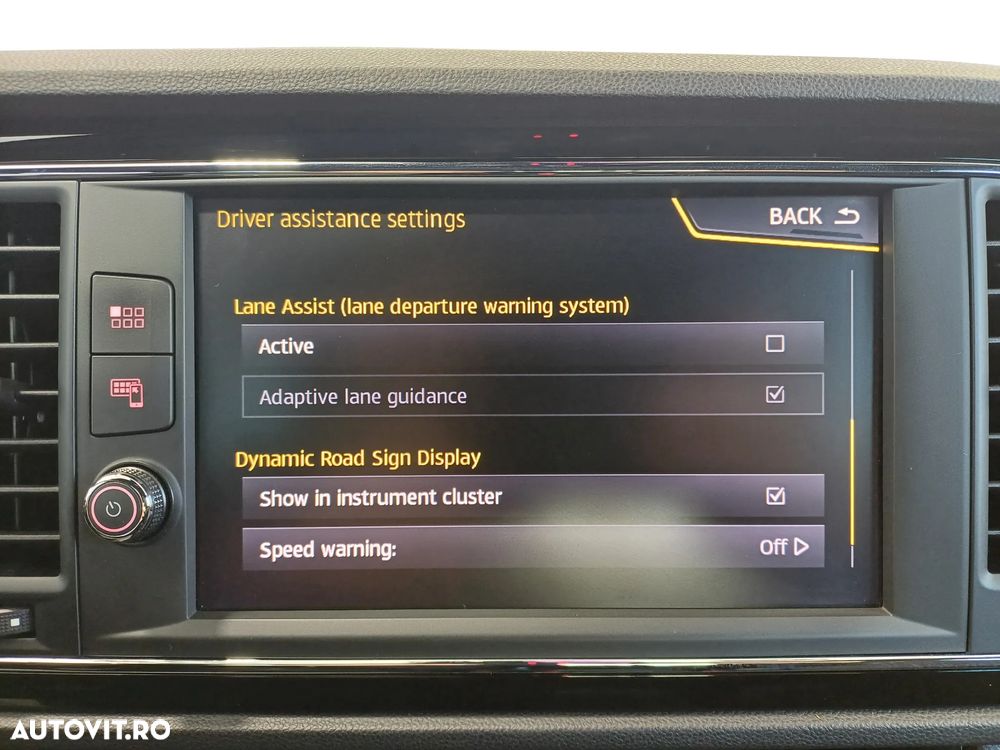 Driver assistance settings
BACK
Lane Assist (lane departure warning system)
Active
Adaptive lane guidance
Dynamic Road Sign Display
Show in instrument cluster
Speed warning: Off
AUTOVIT.RO